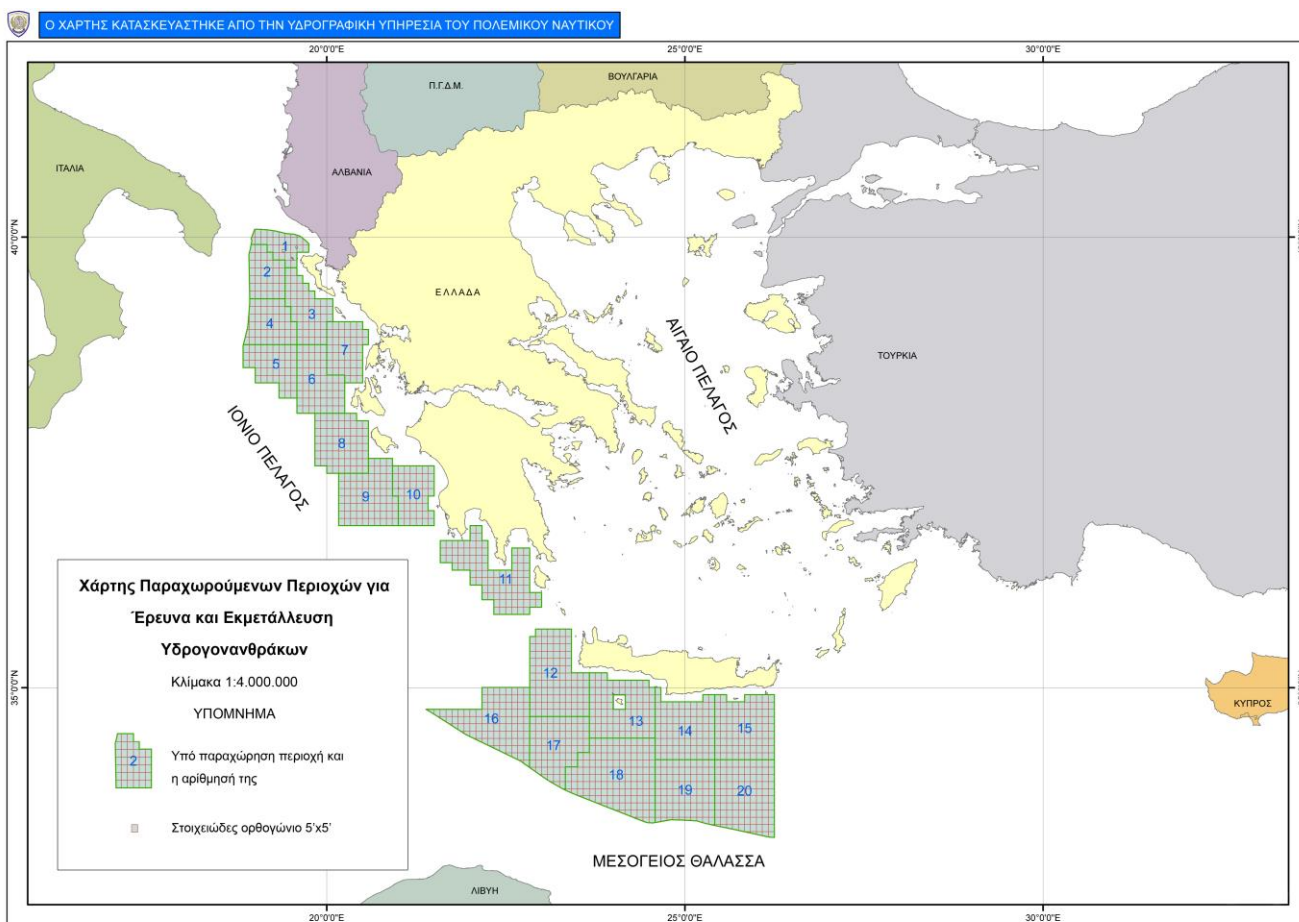 Ο ΧΑΡΤΗΣ ΚΑΤΑΣΚΕΥΑΣΤΗΚΕ ΑΠΟ ΤΗΝ ΥΔΡΟΓΡΑΦΙΚΗ ΥΠΗΡΕΣΙΑ ΤΟΥ ΠΟΛΕΜΙΚΟΥ ΝΑΥΤΙΚΟΥ
20°0'0"E
25°0'0"E
30°0'0"E
ΒΟΥΛΓΑΡΙΑ
Π.Γ.Δ.Μ.
ΙΤΑΛΙΑ
ΑΛΒΑΝΙΑ
40°0'0"N
1
2
ΕΛΛΑΔΑ
3
4
ΑΙΓΑΙΟ ΠΕΛΑΓΟΣ
7
ΤΟΥΡΚΙΑ
5
6
ΙΟΝΙΟ ΠΕΛΑΓΟΣ
8
9
10
11
Χάρτης Παραχωρούμενων Περιοχών για
Έρευνα και Εκμετάλλευση
Υδρογονανθράκων
Κλίμακα 1:4.000.000
ΥΠΟΜΝΗΜΑ
2
Υπό παραχώρηση περιοχή και
η αρίθμησή της
Στοιχειώδες ορθογώνιο 5'x5'
12
35°0'0"N
16
13
14
15
17
18
19
20
ΚΥΠΡΟΣ
ΜΕΣΟΓΕΙΟΣ ΘΑΛΑΣΣΑ
ΛΙΒΥΗ
20°0'0"E
25°0'0"E
30°0'0"E